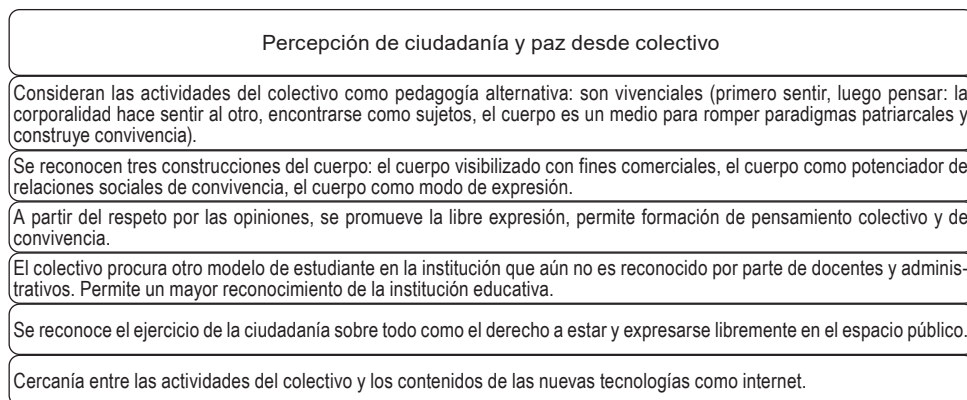 Percepción de ciudadanía y paz desde colectivo
Consideran las actividades del colectivo como pedagogía alternativa: son vivenciales (primero sentir, luego pensar: la
corporalidad hace sentir al otro, encontrarse como sujetos, el cuerpo es un medio para romper paradigmas patriarcales y
construye convivencia).
Se reconocen tres construcciones del cuerpo: el cuerpo visibilizado con fines comerciales, el cuerpo como potenciador de
relaciones sociales de convivencia, el cuerpo como modo de expresión.
A partir del respeto por las opiniones, se promueve la libre expresión, permite formación de pensamiento colectivo y de
convivencia.
El colectivo procura otro modelo de estudiante en la institución que aún no es reconocido por parte de docentes y adminis-
trativos. Permite un mayor reconocimiento de la institución educativa.
Se reconoce el ejercicio de la ciudadanía sobre todo como el derecho a estar y expresarse libremente en el espacio público.
Cercanía entre las actividades del colectivo y los contenidos de las nuevas tecnologías como internet.